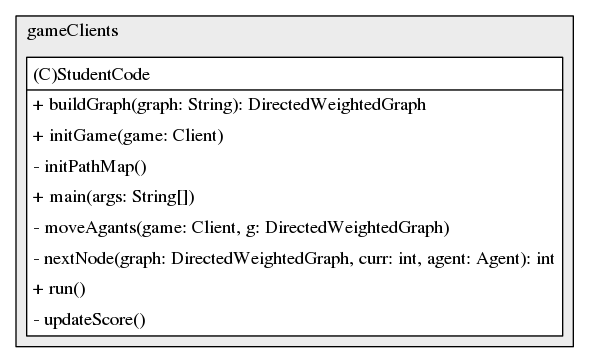 gameClients
(C)StudentCode
+ buildGraph(graph: String): DirectedWeightedGraph
+ initGame(game: Client)
- initPathMap()
+ main(args: String[])
- moveAgants(game: Client, g: DirectedWeightedGraph)
- nextNode(graph: DirectedWeightedGraph, curr: int, agent: Agent): int
+ run()
- updateScore()